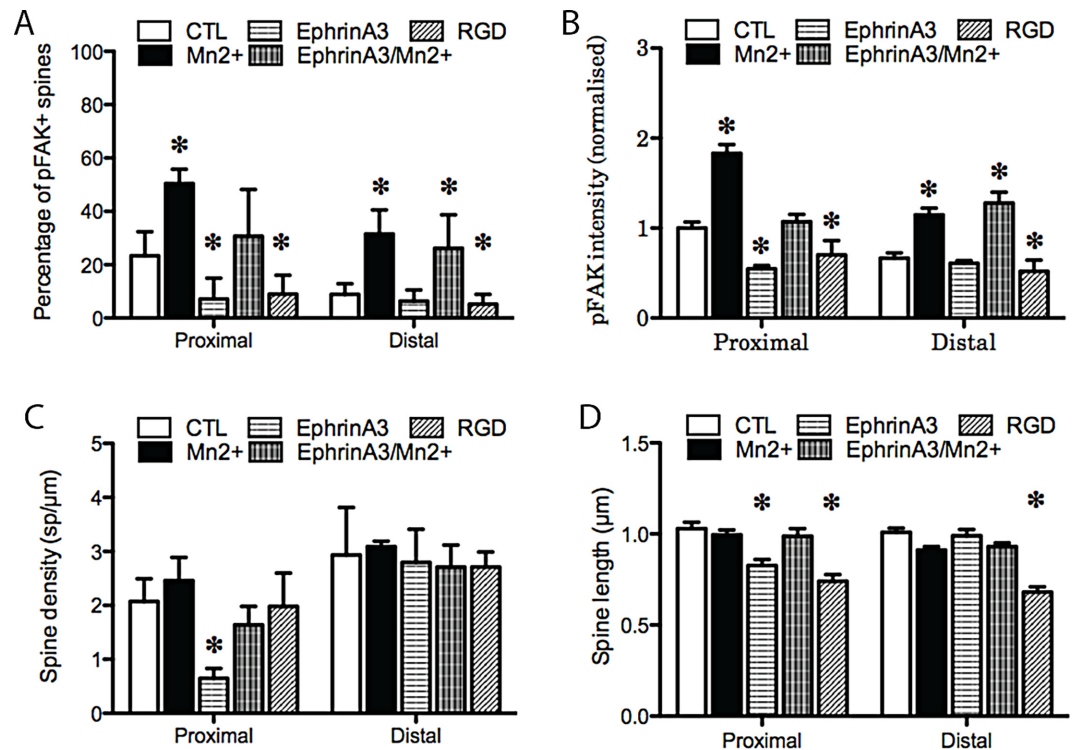 A
CTL EphrinA3 RGD
Mn2+ EphrinA3/Mn2+
Percentage of pFAK+ spines
100
80
60
40
20
0
* * * * * *
Proximal Distal
B
CTL EphrinA3 RGD
Mn2+ EphrinA3/Mn2+
pFAK intensity (normalised)
3
2
1
0
* * * * * *
Proximal Distal
C
CTL EphrinA3 RGD
Mn2+ EphrinA3/Mn2+
Spine density (sp/μm)
5
4
3
2
1
0
*
Proximal Distal
D
CTL EphrinA3 RGD
Mn2+ EphrinA3/Mn2+
Spine length (μm)
1.5
1.0
0.5
0.0
* * *
Proximal Distal